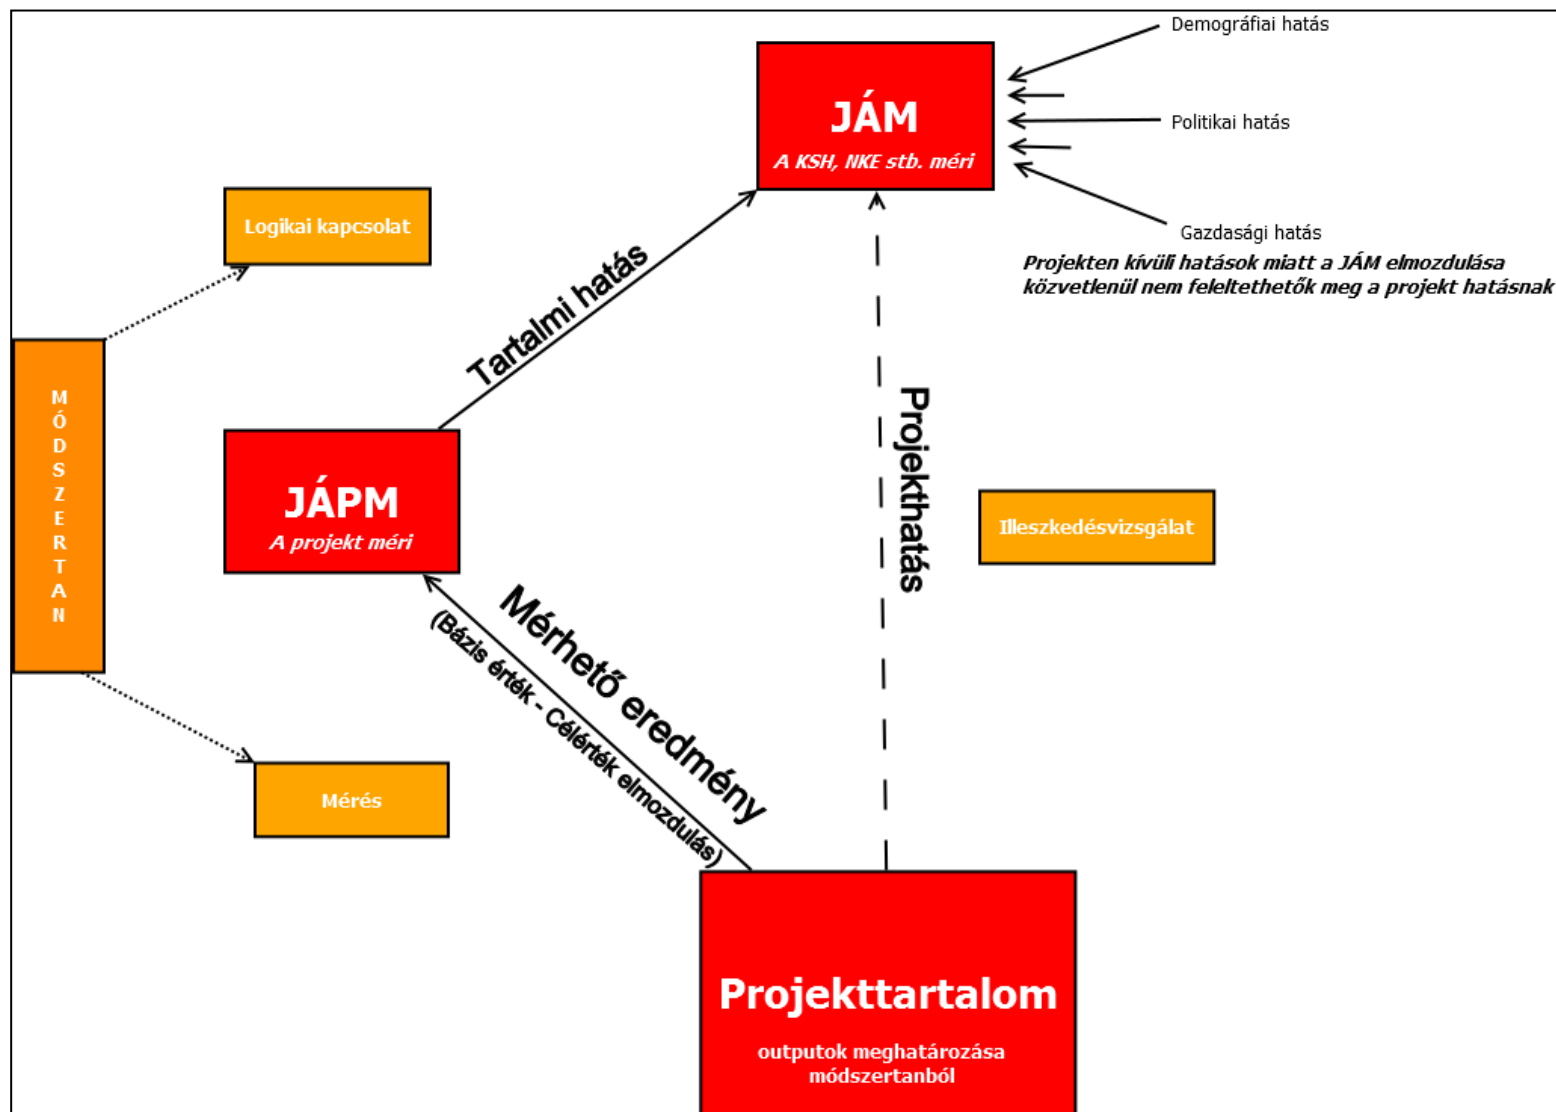 Demográfiai hatás
JÁM
A KSH, NKE stb. méri
Politikai hatás
Gazdasági hatás
Projekten kívüli hatások miatt a JÁM elmozdulása
közvetlenül nem feleltethetők meg a projekt hatásnak
Logikai kapcsolat
Tartalmi hatás
MÓDSZERTAN
JÁPM
A projekt méri
Projekthatás
Illeszkedésvizsgálat
Mérhető eredmény
(Bázis érték - Célérték elmozdulás)
Mérés
Projekttartalom
outputok meghatározása
módszertanból